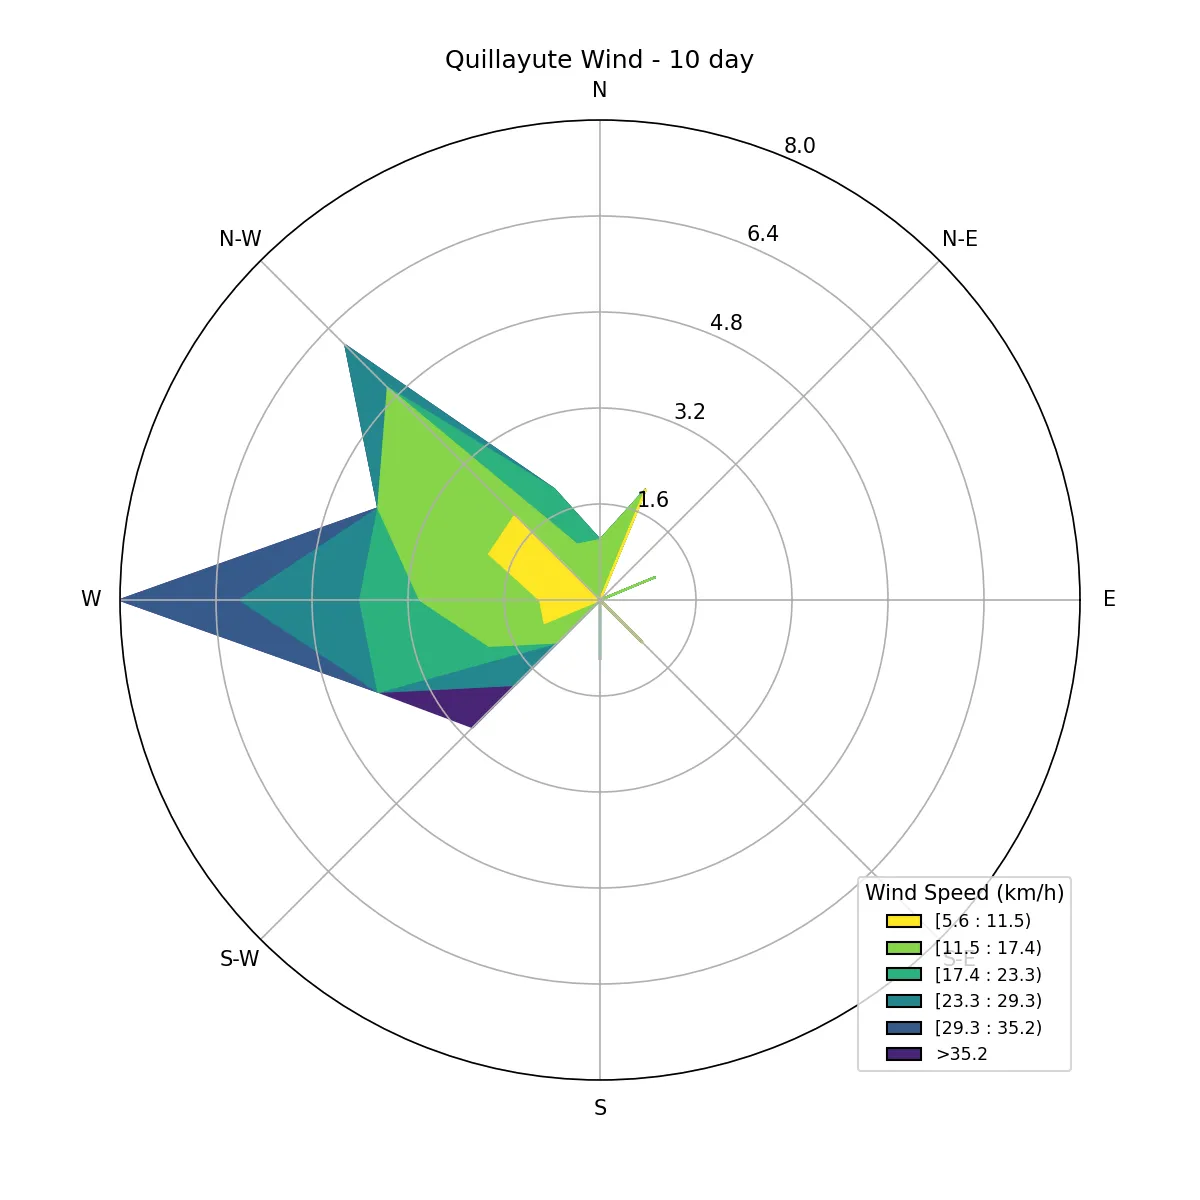 Quillayute Wind - 10 day
N
8.0
N-W
N-E
6.4
4.8
3.2
1.6
W
E
S-W
S-E
S
Wind Speed (km/h)
[5.6 : 11.5)
[11.5 : 17.4)
[17.4 : 23.3)
[23.3 : 29.3)
[29.3 : 35.2)
>35.2